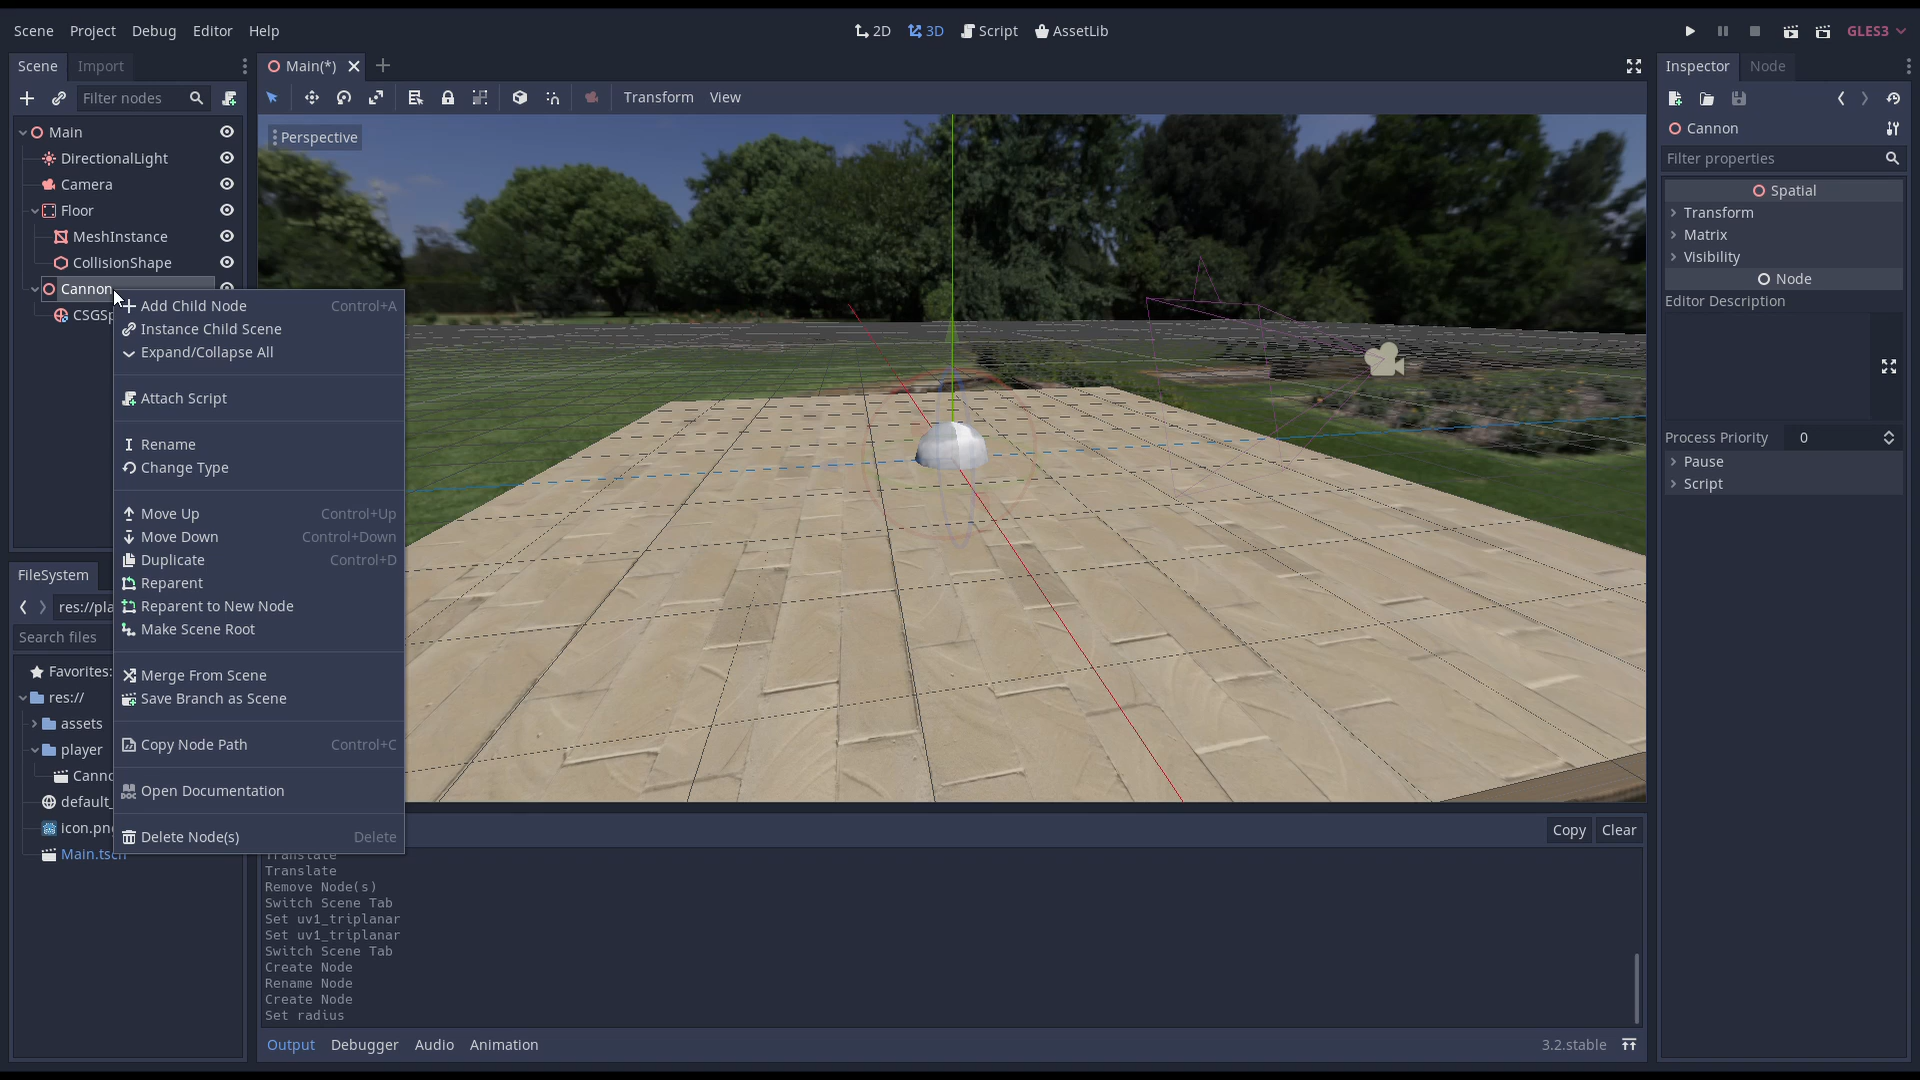 Scene Project Debug Editor Help
2D 3D Script AssetLib
GLES3
Scene Import
Filter nodes
Main
DirectionalLight
Camera
Floor
MeshInstance
CollisionShape
Cannon
CSGSp
Add Child Node Control+A
Instance Child Scene
Expand/Collapse All
Attach Script
Rename
Change Type
Move Up Control+Up
Move Down Control+Down
Duplicate Control+D
Reparent
Reparent to New Node
Make Scene Root
Merge From Scene
Save Branch as Scene
Copy Node Path Control+C
Open Documentation
Delete Node(s) Delete
FileSystem
res://pla
Search files
Favorites:
res://
assets
player
Canno
default_
icon.png
Main.tscn
Main(*)
Transform View
Perspective
Copy Clear
Translate
Translate
Remove Node(s)
Switch Scene Tab
Set uv1_triplanar
Set uv1_triplanar
Switch Scene Tab
Create Node
Rename Node
Create Node
Set radius
Output Debugger Audio Animation
3.2.stable
Inspector Node
Cannon
Filter properties
Spatial
Transform
Matrix
Visibility
Node
Editor Description
Process Priority 0
Pause
Script